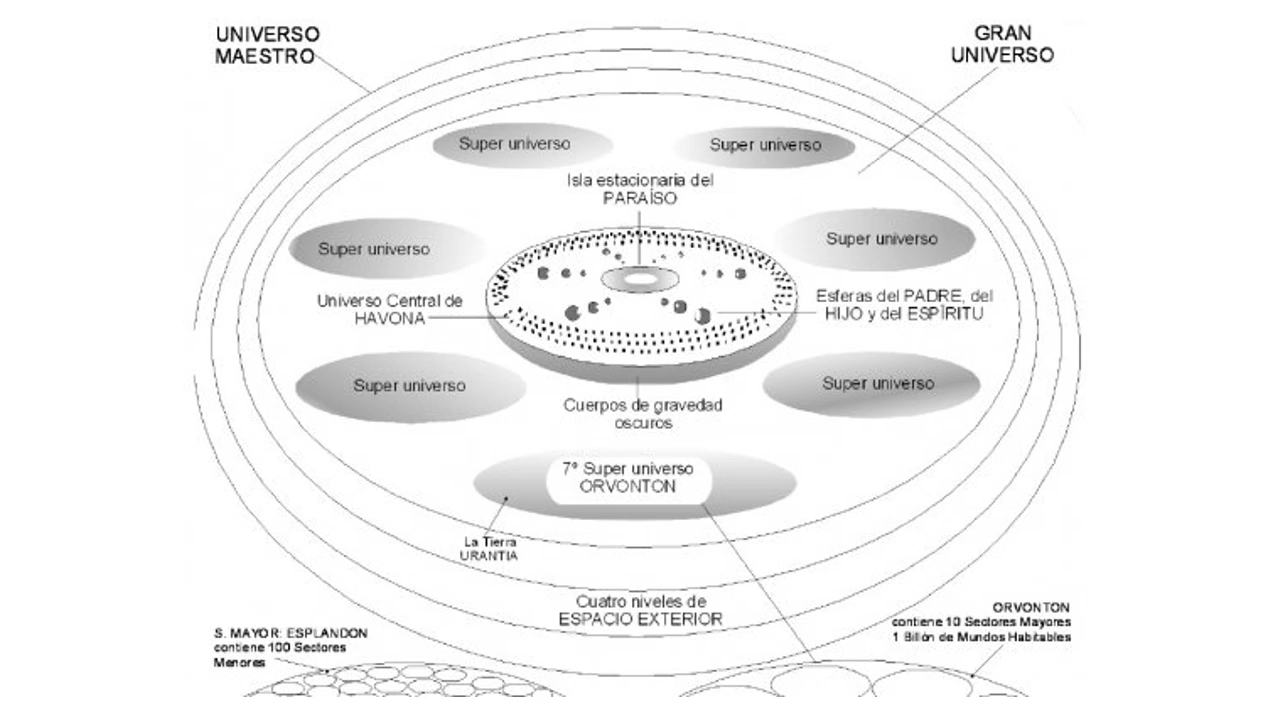 UNIVERSO
MAESTRO
GRAN
UNIVERSO
Super universo
Super universo
Isla estacionaria del
PARAÍSO
Super universo
Super universo
Universo Central de
HAVONA
Esferas del PADRE, del
HIJO y del ESPÍRITU
Super universo
Super universo
Cuerpos de gravedad
oscuros
7º Super universo
ORVONTON
La Tierra
URANTIA
Cuatro niveles de
ESPACIO EXTERIOR
S. MAYOR: ESPLANDON
contiene 100 Sectores
Menores
ORVONTON
contiene 10 Sectores Mayores
1 Billón de Mundos Habitables